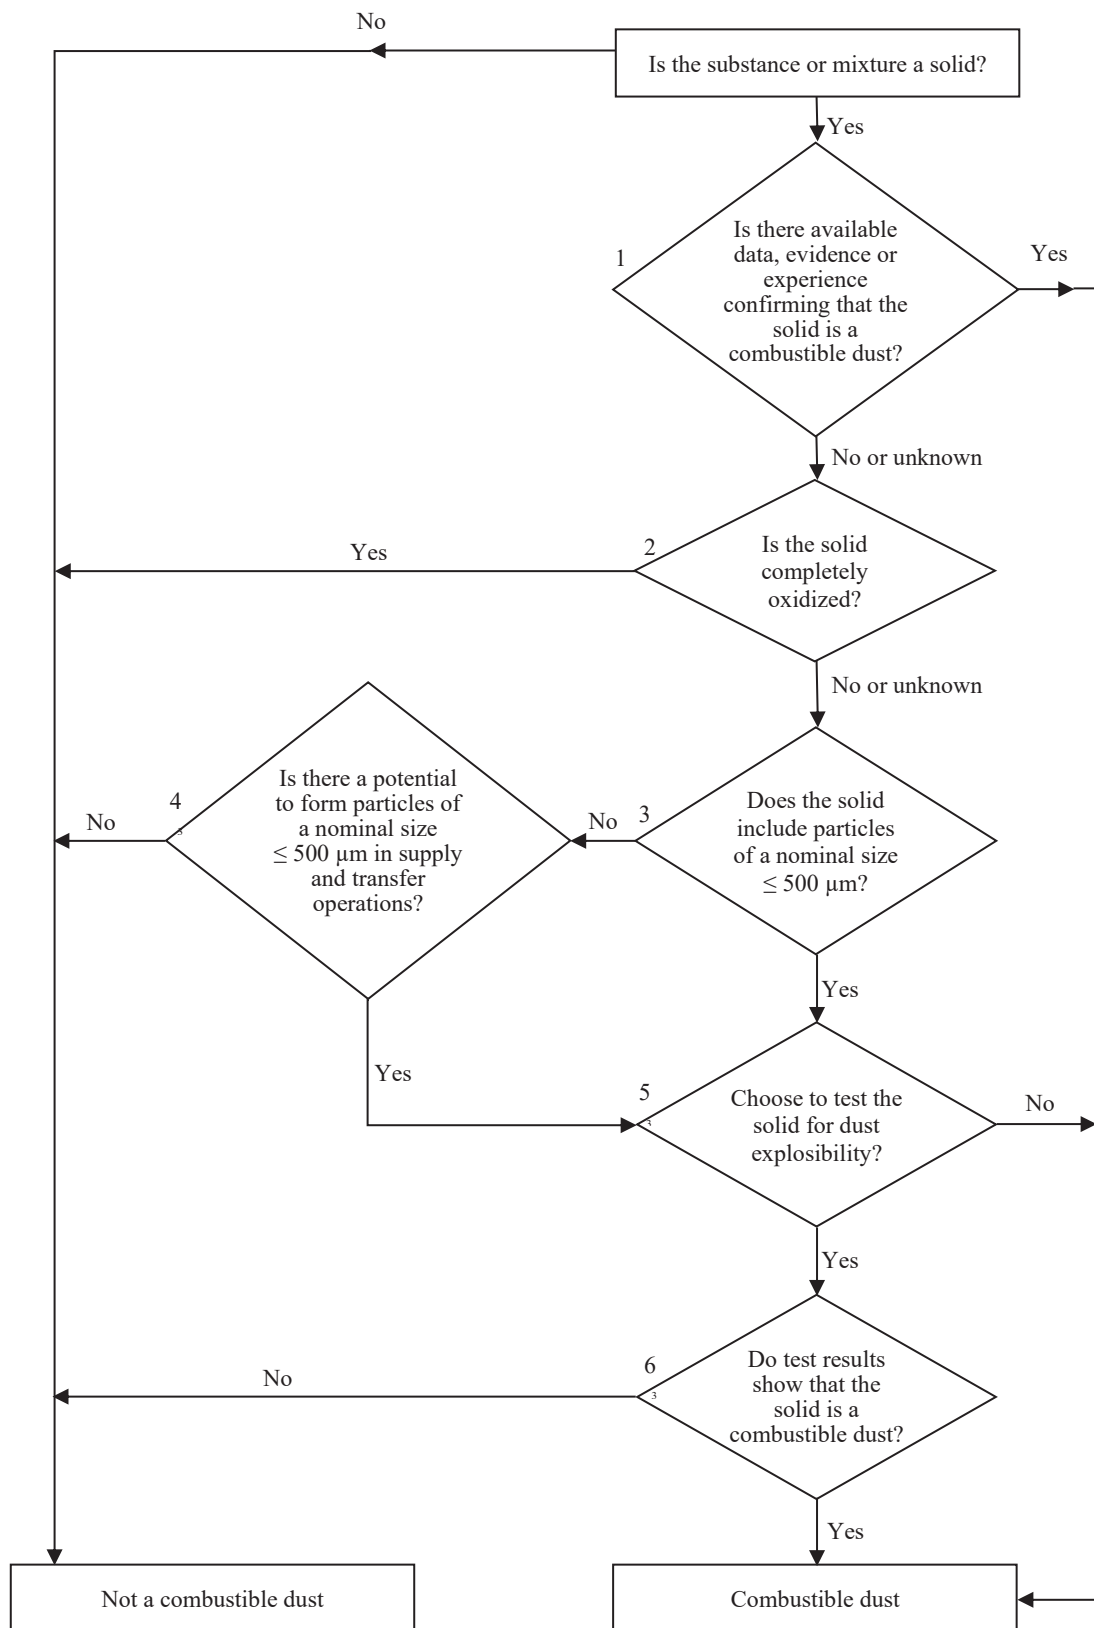 No
Is the substance or mixture a solid?
Yes
1
Is there available
data, evidence or
experience
confirming that the
solid is a
combustible dust?
Yes
No or unknown
Yes
2
Is the solid
completely
oxidized?
No or unknown
4
3
Is there a potential
to form particles of
a nominal size
≤ 500 µm in supply
and transfer
operations?
No
No
3
Does the solid
include particles
of a nominal size
≤ 500 µm?
Yes
Yes
5
3
Choose to test the
solid for dust
explosibility?
No
Yes
No
6
3
Do test results
show that the
solid is a
combustible dust?
Yes
Not a combustible dust
Combustible dust